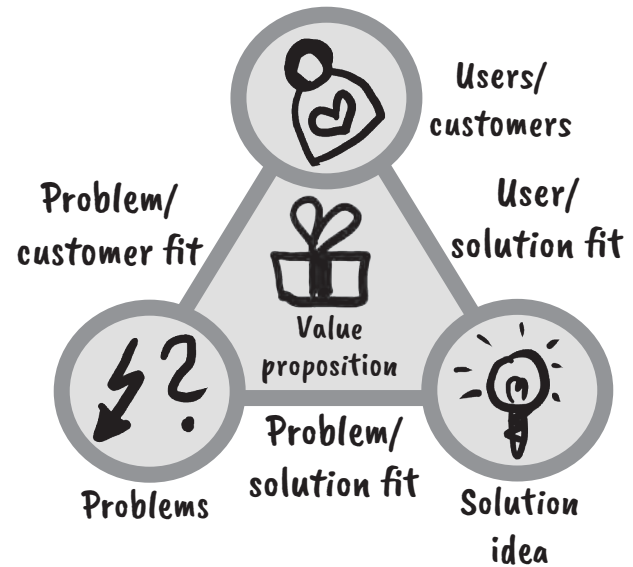 Users/
customers
Problem/
customer fit
User/
solution fit
Value
proposition
Problem/
solution fit
Problems
Solution
idea